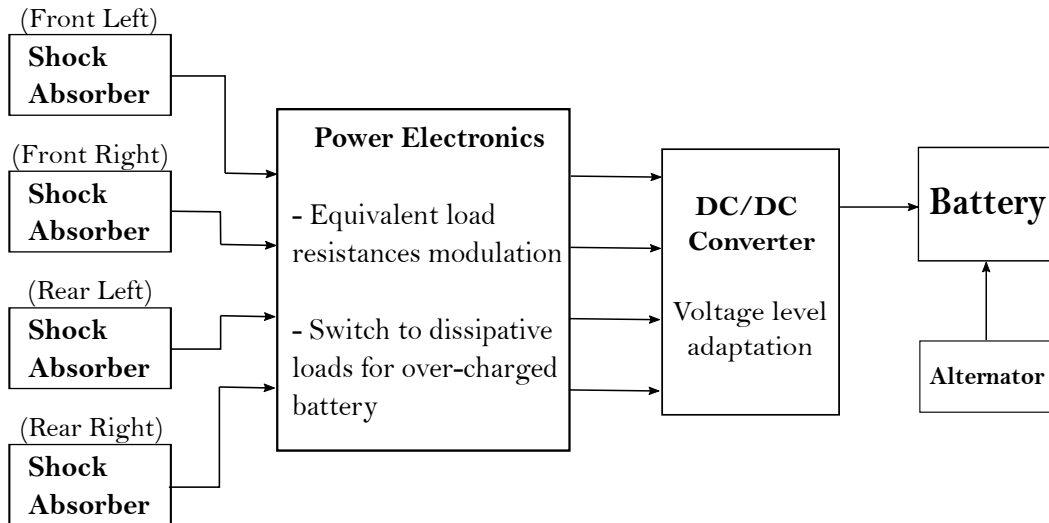 (Front Left)
Shock
Absorber
(Front Right)
Shock
Absorber
(Rear Left)
Shock
Absorber
(Rear Right)
Shock
Absorber
Power Electronics
- Equivalent load
resistances modulation
- Switch to dissipative
loads for over-charged
battery
DC/DC
Converter
Voltage level
adaptation
Battery
Alternator